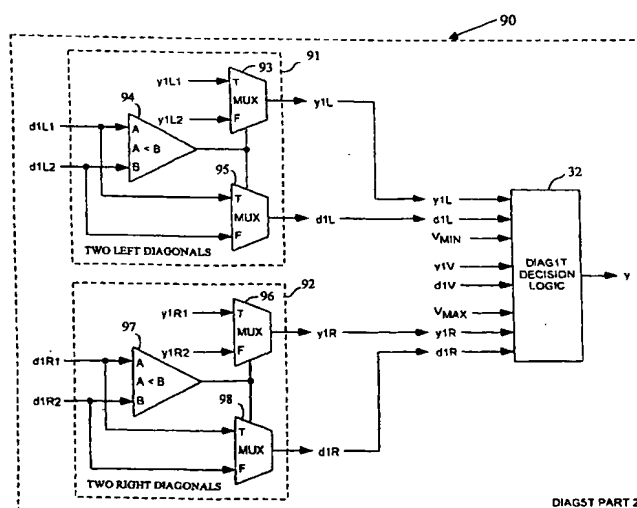 90
91
93
y1L1
T
MUX
y1L
94
y1L2
F
d1L1
A
A < B
d1L2
B
95
T
MUX
d1L
F
TWO LEFT DIAGONALS
92
96
y1R1
T
MUX
y1R
97
y1R2
F
d1R1
A
A < B
d1R2
B
98
T
MUX
d1R
F
TWO RIGHT DIAGONALS
32
y1L
d1L
VMIN
y1V
d1V
VMAX
y1R
d1R
DIAG1T
DECISION
LOGIC
y
DIAG5T PART 2